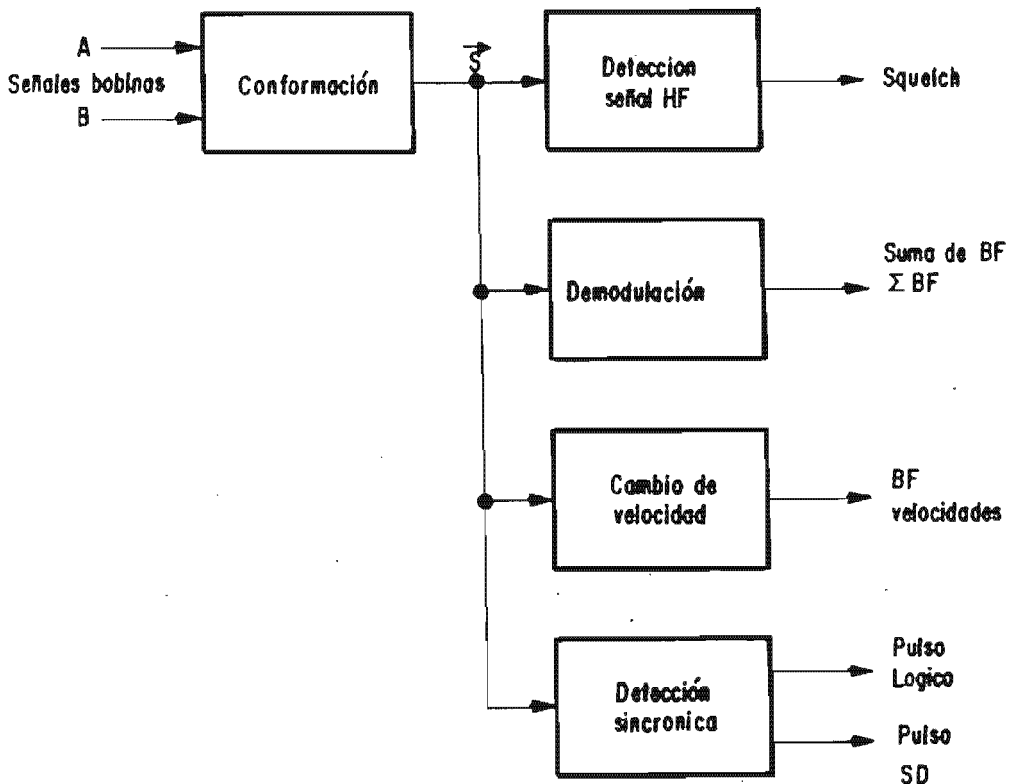 A
Señales bobinas
B
Conformación
S
Deteccion
señal HF
Squelch
Demodulación
Suma de BF
Σ BF
Cambio de
velocidad
BF
velocidades
Detección
sincronica
Pulso
Logico
Pulso
SD